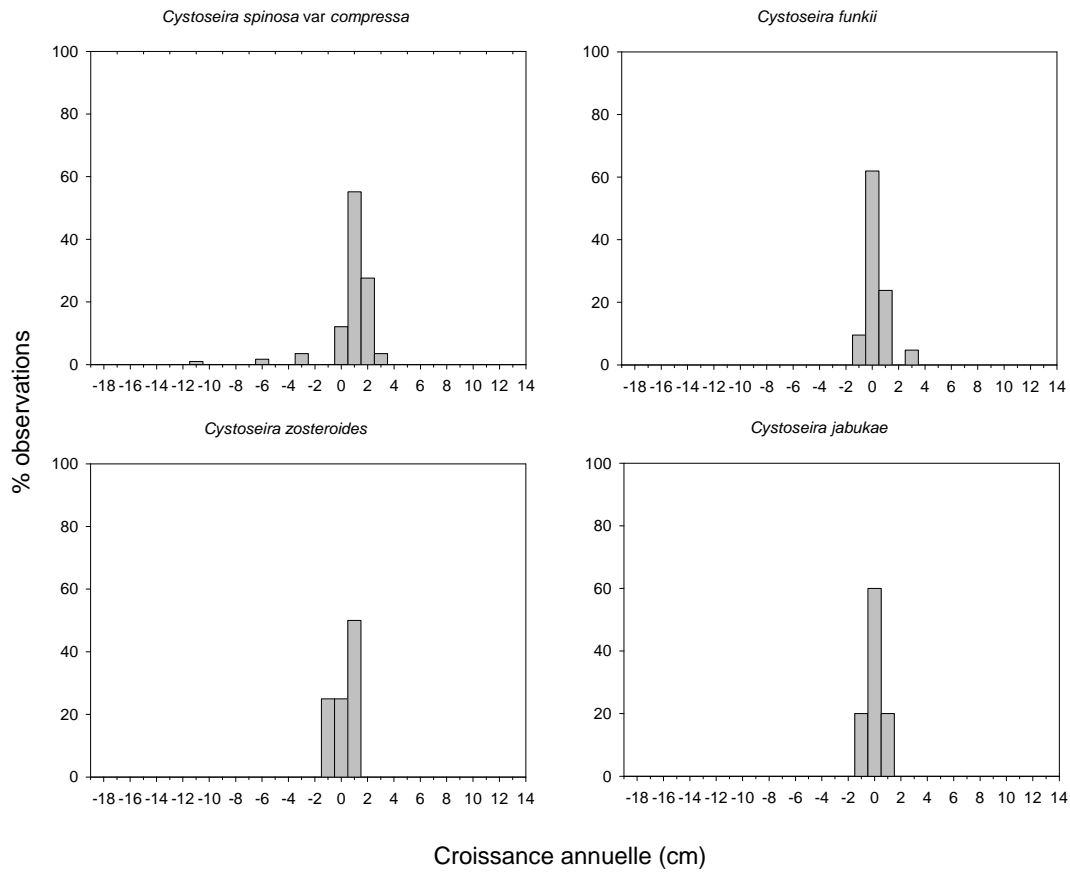 Cystoseira spinosa var compressa
100
80
60
40
20
0
-18 -16 -14 -12 -10 -8 -6 -4 -2 0 2 4 6 8 10 12 14
Cystoseira funkii
100
80
60
40
20
0
-18 -16 -14 -12 -10 -8 -6 -4 -2 0 2 4 6 8 10 12 14
% observations
Cystoseira zosteroides
100
80
60
40
20
0
-18 -16 -14 -12 -10 -8 -6 -4 -2 0 2 4 6 8 10 12 14
Cystoseira jabukae
100
80
60
40
20
0
-18 -16 -14 -12 -10 -8 -6 -4 -2 0 2 4 6 8 10 12 14
Croissance annuelle (cm)